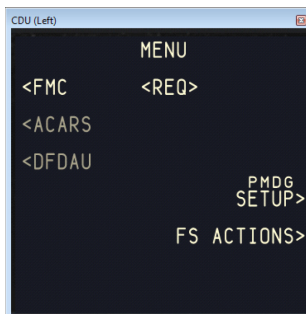 CDU (Left)
MENU
<FMC <REQ>
<ACARS
<DFDAU
PMDG
SETUP>
FS ACTIONS>